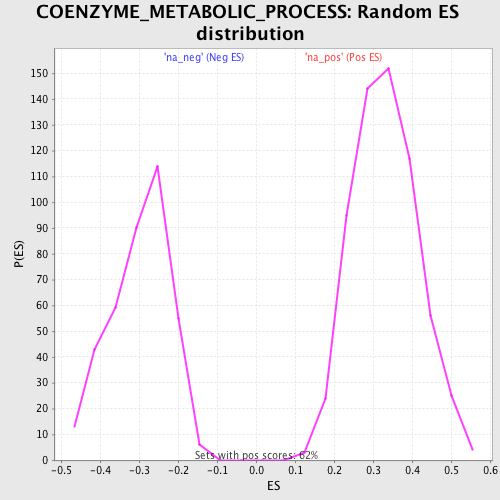 COENZYME_METABOLIC_PROCESS: Random ES
distribution
'na_neg' (Neg ES) 'na_pos' (Pos ES)
150
140
130
120
110
100
90
80
70
60
50
40
30
20
10
0
P(ES)
Sets with pos scores: 62%
-0.5 -0.4 -0.3 -0.2 -0.1 0.0 0.1 0.2 0.3 0.4 0.5 0.6
ES